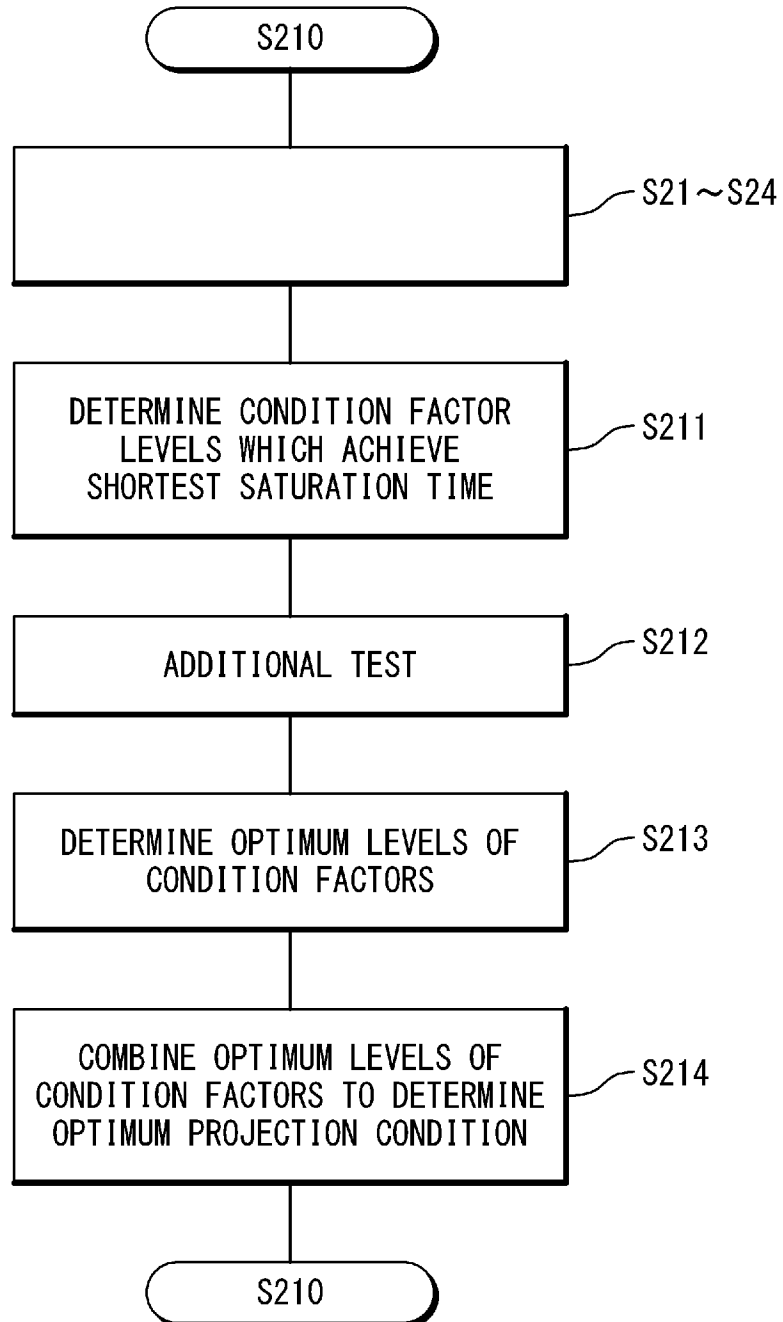 S210
S21～S24
DETERMINE CONDITION FACTOR
LEVELS WHICH ACHIEVE
SHORTEST SATURATION TIME
S211
ADDITIONAL TEST
S212
DETERMINE OPTIMUM LEVELS OF
CONDITION FACTORS
S213
COMBINE OPTIMUM LEVELS OF
CONDITION FACTORS TO DETERMINE
OPTIMUM PROJECTION CONDITION
S214
S210